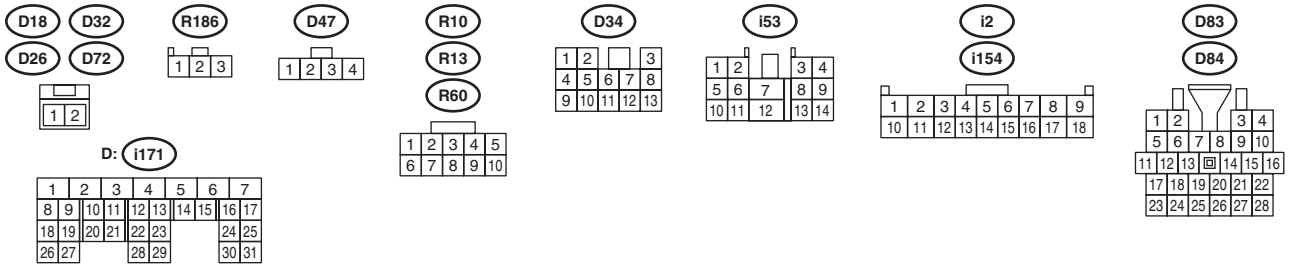 D18 D32
D26 D72
1 2
R186
1 2 3
D47
1 2 3 4
R10
R13
R60
1 2 3 4 5
6 7 8 9 10
D34
1 2 3
4 5 6 7 8
9 10 11 12 13
i53
1 2 3 4
5 6 7 8 9
10 11 12 13 14
i2
i154
1 2 3 4 5 6 7 8 9
10 11 12 13 14 15 16 17 18
D83
D84
1 2 3 4
5 6 7 8 9 10
11 12 13 14 15 16
17 18 19 20 21 22
23 24 25 26 27 28
D: i171
1 2 3 4 5 6 7
8 9 10 11 12 13 14 15 16 17
18 19 20 21 22 23 24 25
26 27 28 29 30 31